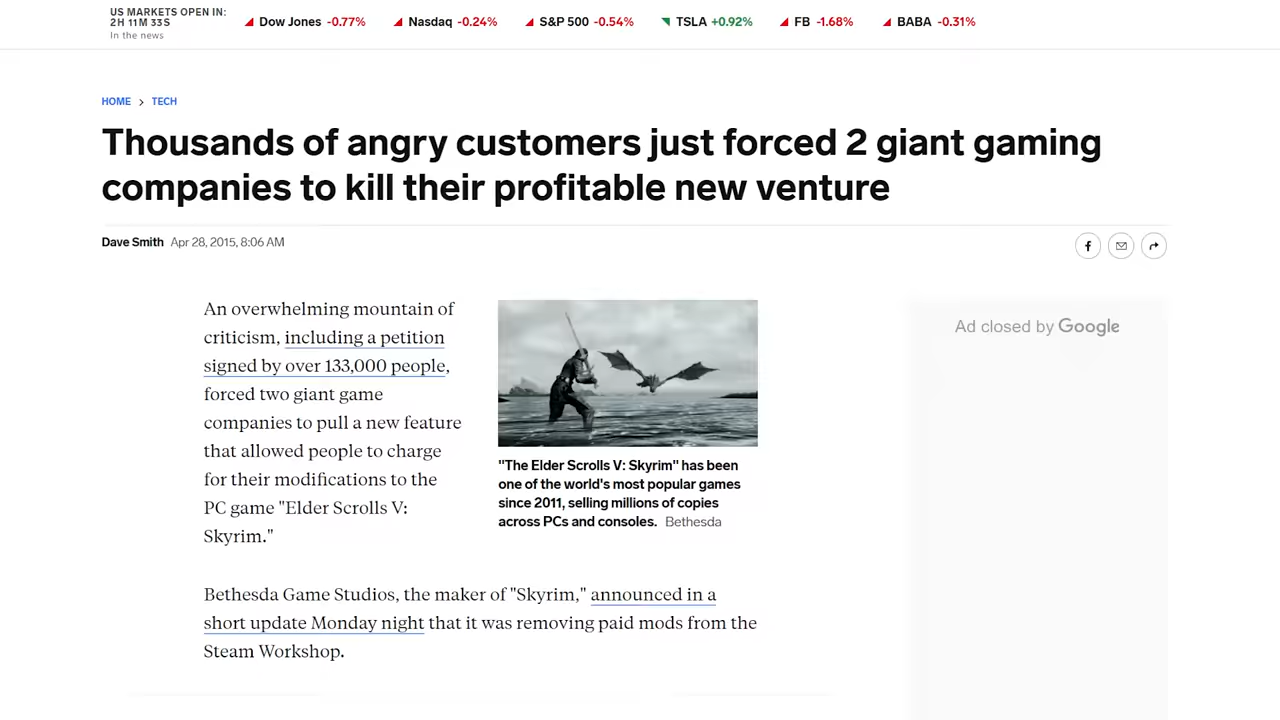 US MARKETS OPEN IN:
2H 11M 33S
In the news
Dow Jones -0.77% Nasdaq -0.24% S&P 500 -0.54% TSLA +0.92% FB -1.68% BABA -0.31%
HOME > TECH
Thousands of angry customers just forced 2 giant gaming
companies to kill their profitable new venture
Dave Smith Apr 28, 2015, 8:06 AM
An overwhelming mountain of
criticism, including a petition
signed by over 133,000 people,
forced two giant game
companies to pull a new feature
that allowed people to charge
for their modifications to the
PC game "Elder Scrolls V:
Skyrim."
"The Elder Scrolls V: Skyrim" has been
one of the world's most popular games
since 2011, selling millions of copies
across PCs and consoles. Bethesda
Bethesda Game Studios, the maker of "Skyrim," announced in a
short update Monday night that it was removing paid mods from the
Steam Workshop.
Ad closed by Google